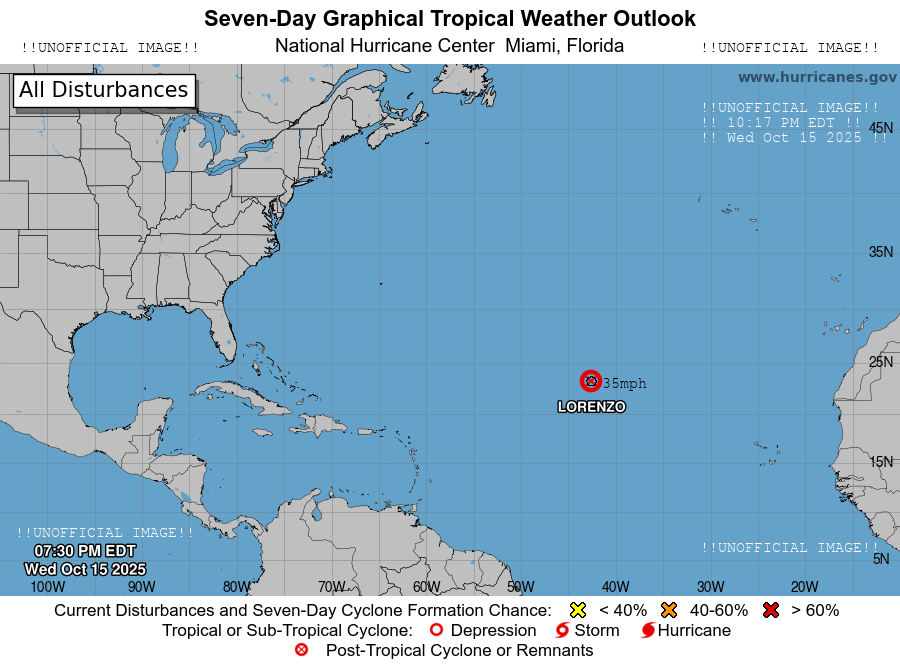 Seven-Day Graphical Tropical Weather Outlook
!!UNOFFICIAL IMAGE!! National Hurricane Center Miami, Florida !!UNOFFICIAL IMAGE!!
All Disturbances
www.hurricanes.gov
!!UNOFFICIAL IMAGE!!
!! 10:17 PM EDT !!
!! Wed Oct 15 2025 !!
45N
35N
25N
35mph
LORENZO
15N
!!UNOFFICIAL IMAGE!!
07:30 PM EDT
Wed Oct 15 2025
!!UNOFFICIAL IMAGE!!
5N
100W 90W 80W 70W 60W 50W 40W 30W 20W
Current Disturbances and Seven-Day Cyclone Formation Chance: < 40% 40-60% > 60%
Tropical or Sub-Tropical Cyclone: Depression Storm Hurricane
Post-Tropical Cyclone or Remnants